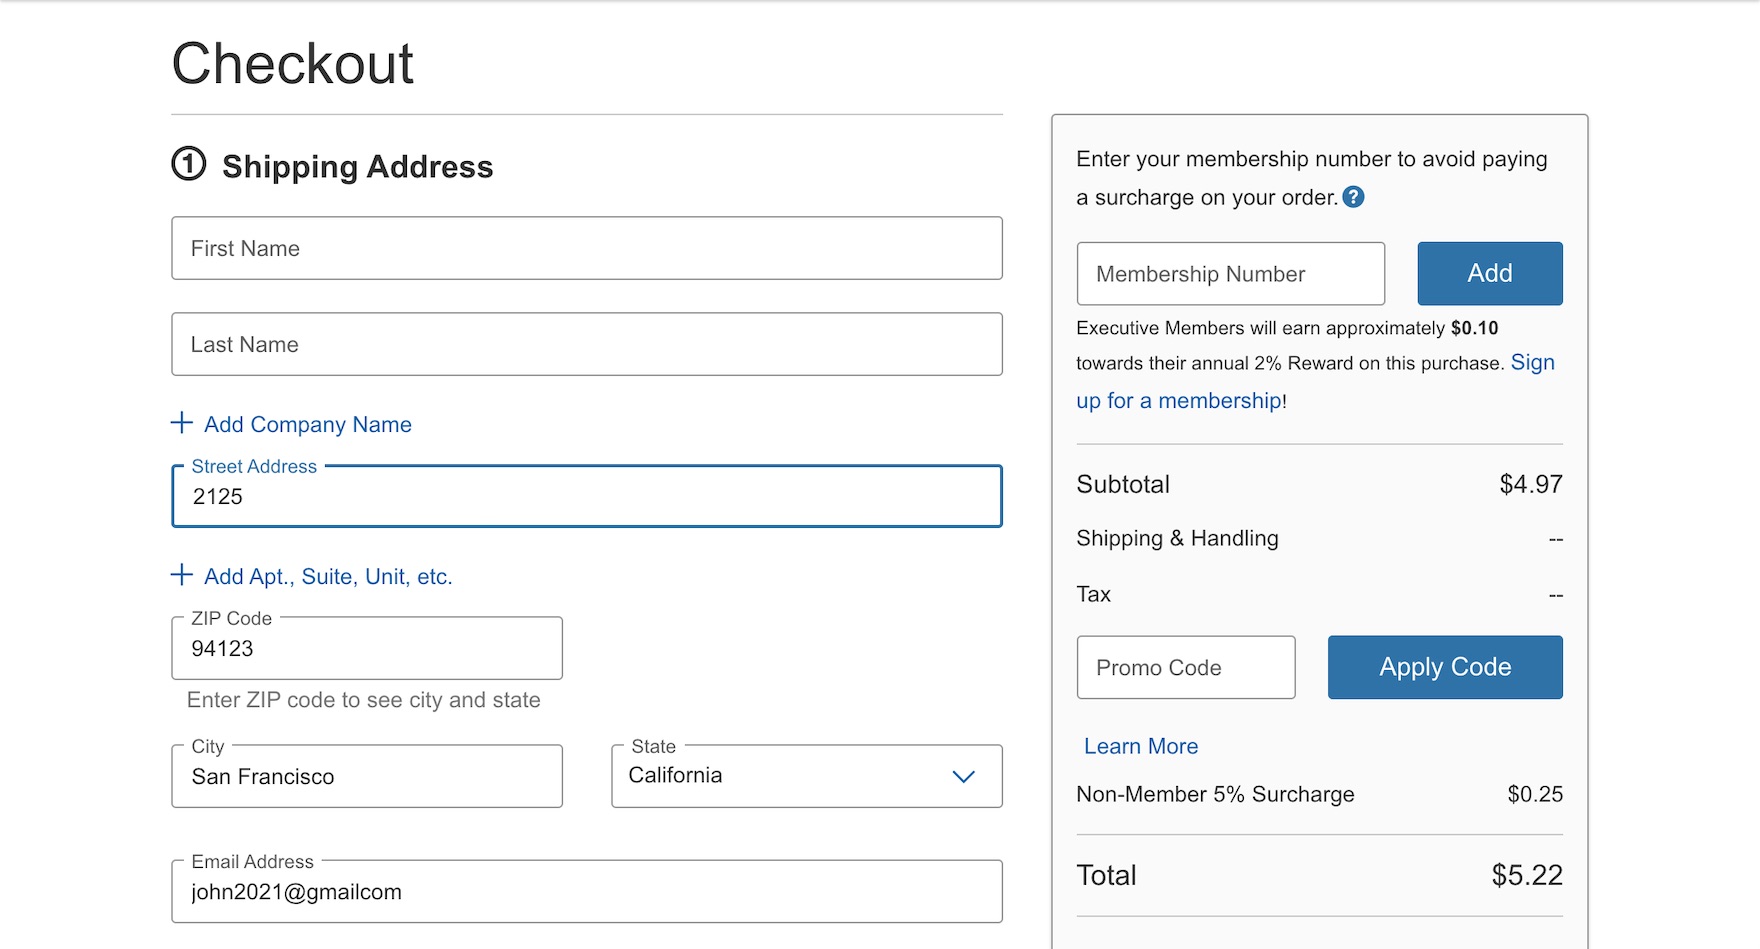 Checkout
1 Shipping Address
First Name
Last Name
+ Add Company Name
Street Address
2125
+ Add Apt., Suite, Unit, etc.
ZIP Code
94123
Enter ZIP code to see city and state
City
San Francisco
State
California
Email Address
john2021@gmailcom
Enter your membership number to avoid paying
a surcharge on your order. ?
Membership Number
Add
Executive Members will earn approximately $0.10
towards their annual 2% Reward on this purchase. Sign
up for a membership!
Subtotal $4.97
Shipping & Handling --
Tax --
Promo Code
Apply Code
Learn More
Non-Member 5% Surcharge $0.25
Total $5.22